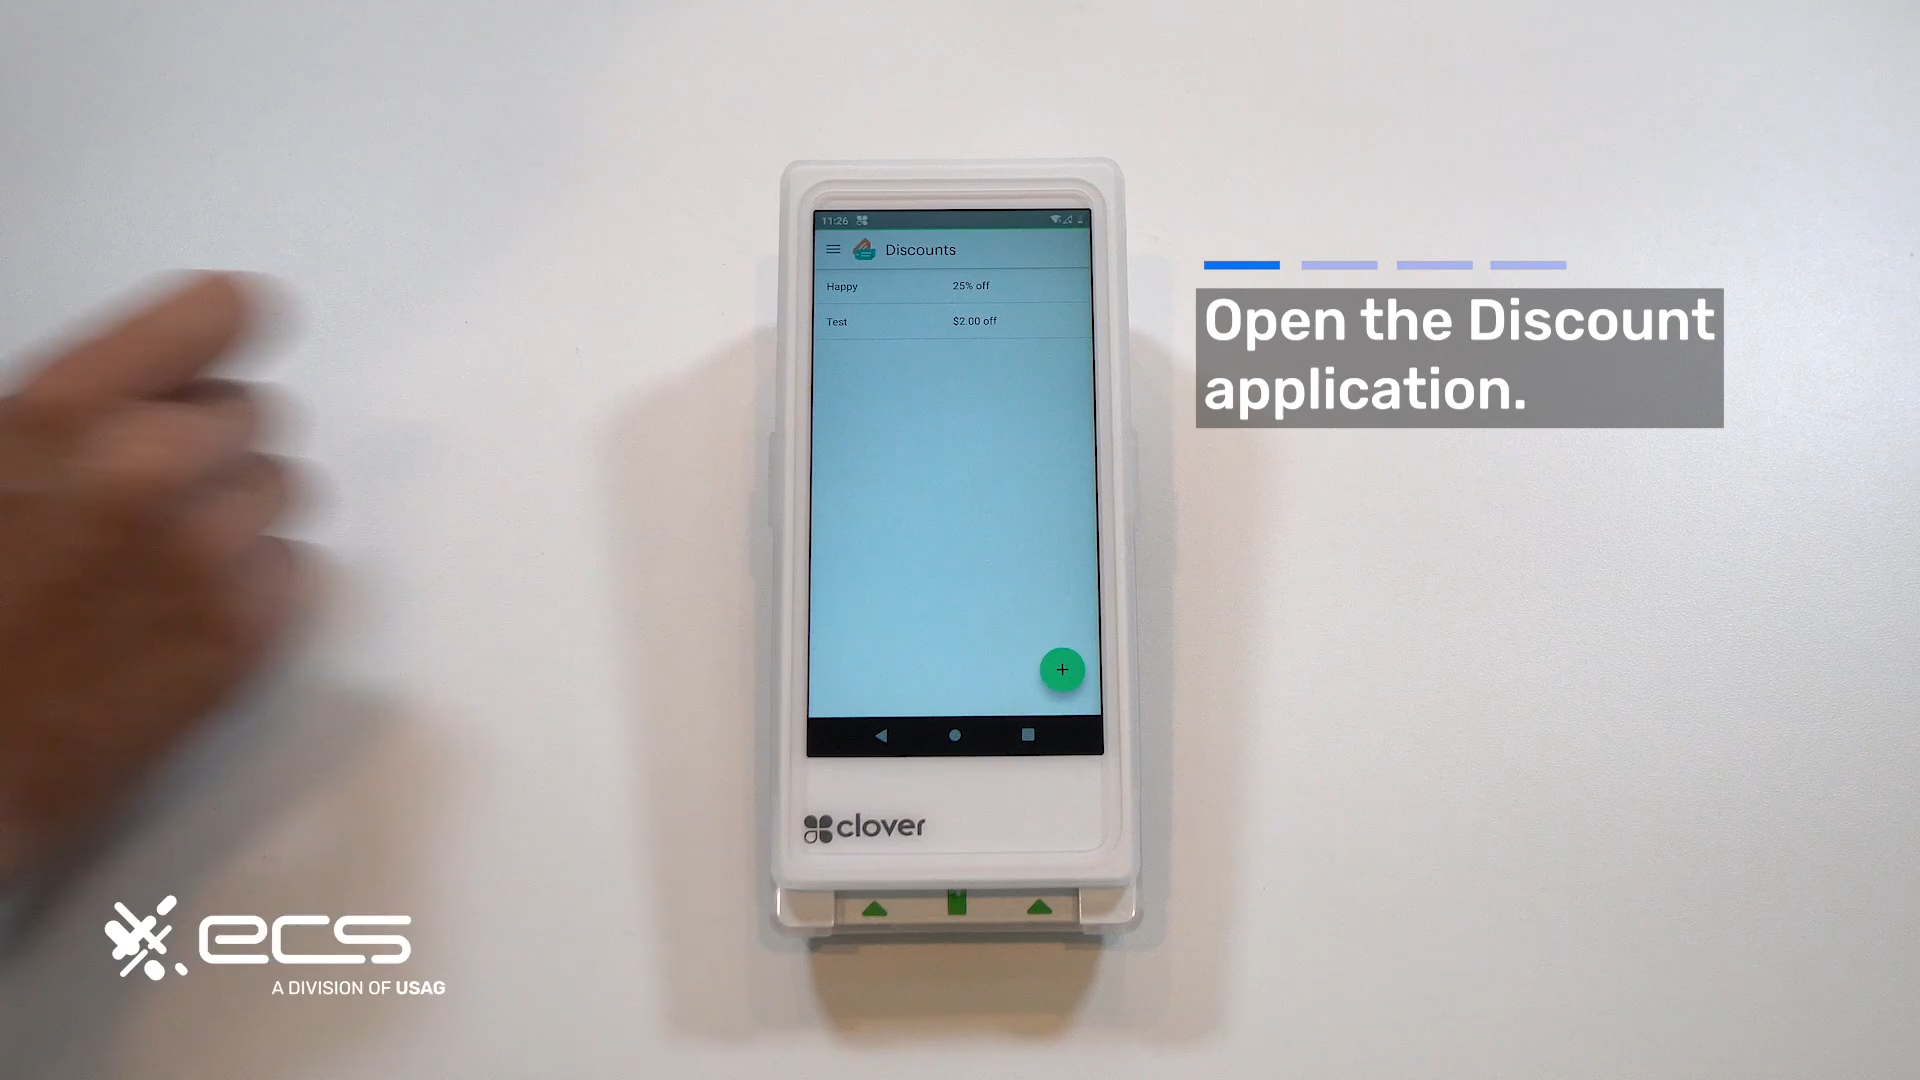 11:26
Discounts
Happy 25% off
Test $2.00 off
+
clover
Open the Discount
application.
ecs
A DIVISION OF USAG